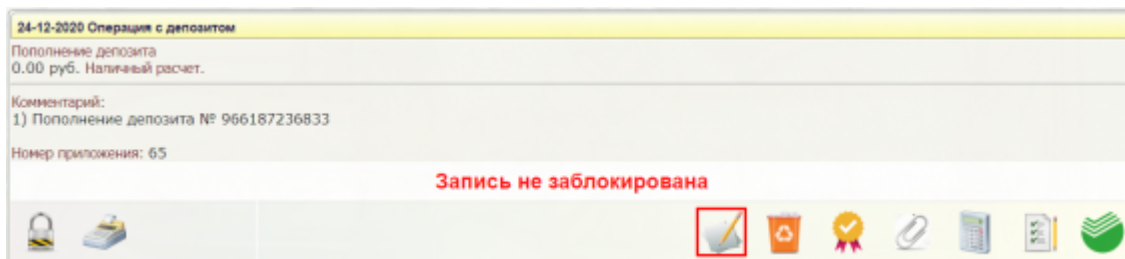 24-12-2020 Операция с депозитом
Пополнение депозита
0.00 руб. Наличный расчет.
Комментарий:
1) Пополнение депозита № 966187236833
Номер приложения: 65
Запись не заблокирована